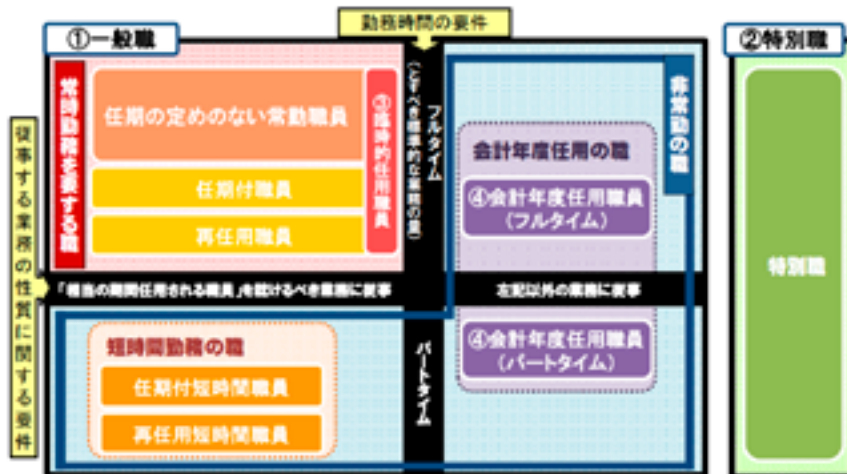 勤務時間の要件
①一般職
②特別職
従事する業務の性質に関する要件
常時勤務を要する職
任期の定めのない常勤職員
任期付職員
再任用職員
③臨時的任用職員
フルタイム
(とすべき標準的な業務の量)
非常勤の職
会計年度任用の職
④会計年度任用職員
(フルタイム)
特別職
「相当の期間任用される職員」を就けるべき業務に従事
左記以外の業務に従事
短時間勤務の職
任期付短時間職員
再任用短時間職員
パートタイム
④会計年度任用職員
(パートタイム)